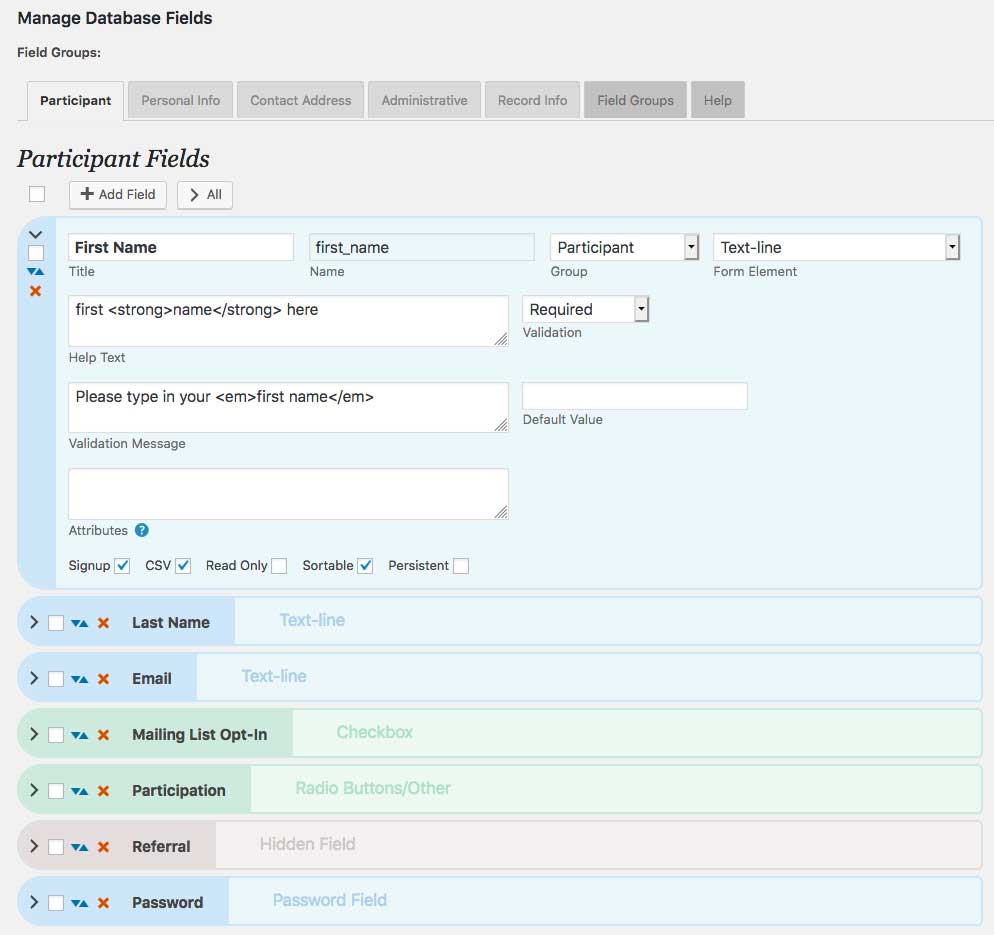 Manage Database Fields
Field Groups:
Participant Personal Info Contact Address Administrative Record Info Field Groups Help
Participant Fields
Add Field All
First Name first_name Participant Text-line
Title Name Group Form Element
first <strong>name</strong> here Required
Validation
Help Text
Please type in your <em>first name</em>
Default Value
Validation Message
Attributes ?
Signup CSV Read Only Sortable Persistent
Last Name Text-line
Email Text-line
Mailing List Opt-In Checkbox
Participation Radio Buttons/Other
Referral Hidden Field
Password Password Field